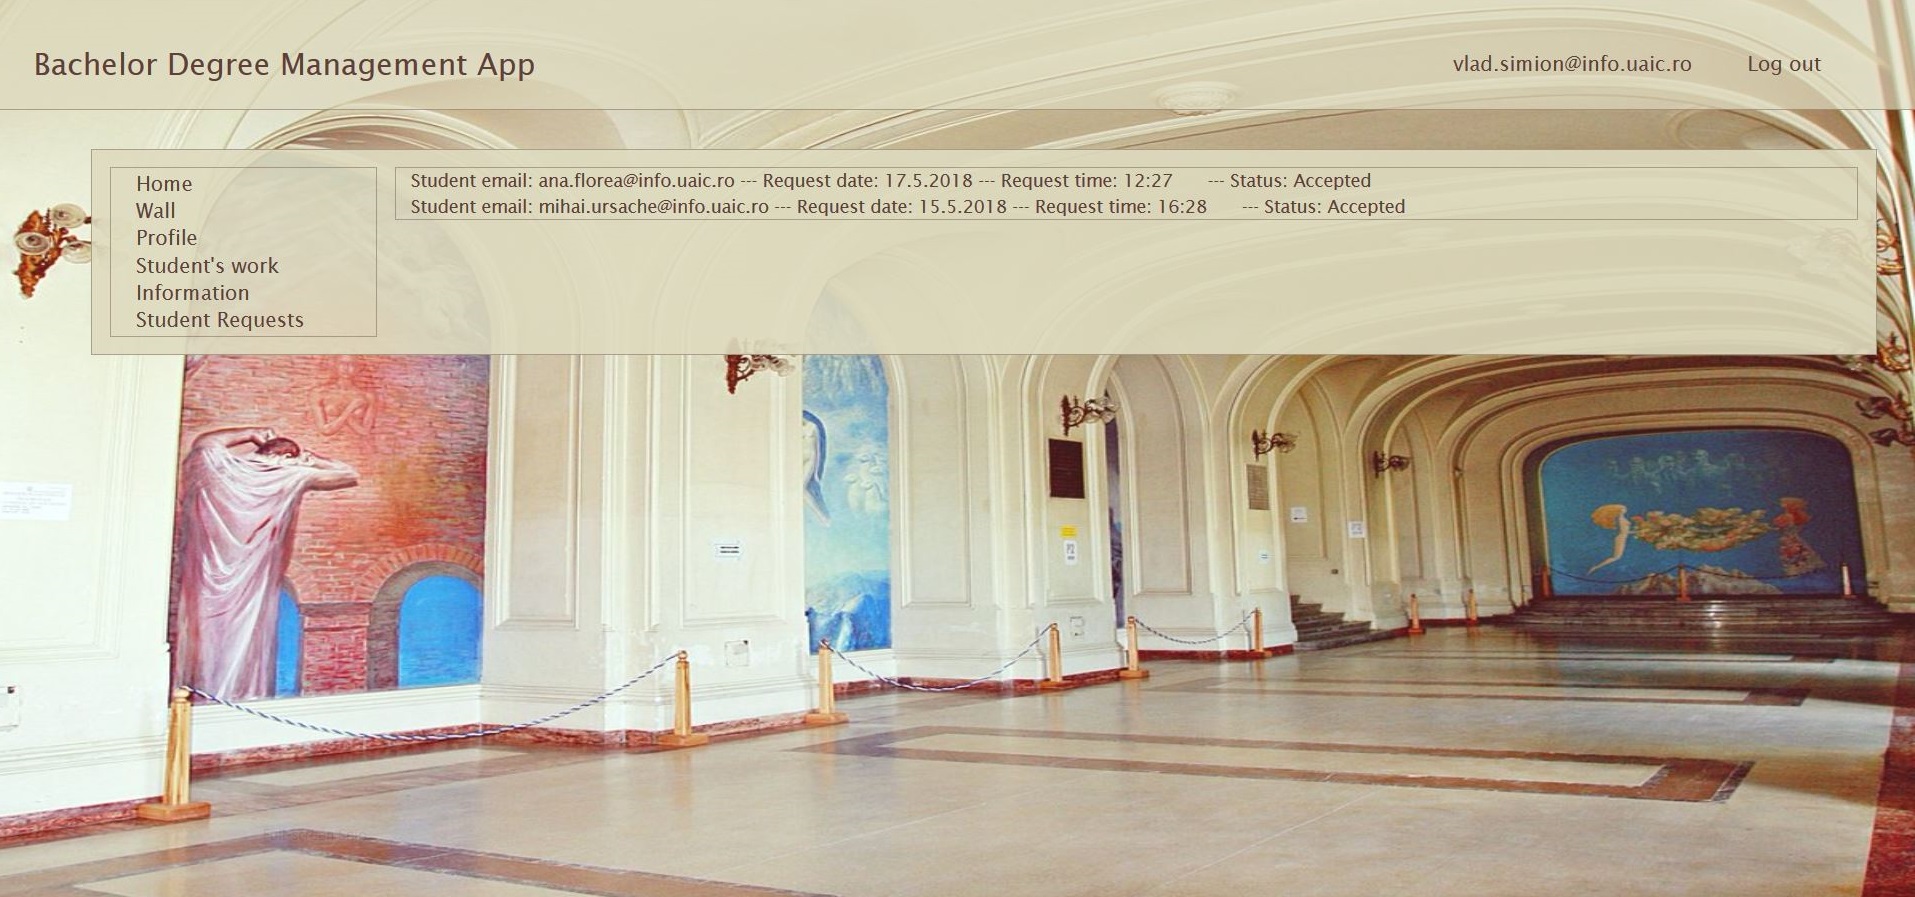 Bachelor Degree Management App
vlad.simion@info.uaic.ro Log out
Home
Wall
Profile
Student's work
Information
Student Requests
Student email: ana.florea@info.uaic.ro --- Request date: 17.5.2018 --- Request time: 12:27 --- Status: Accepted
Student email: mihai.ursache@info.uaic.ro --- Request date: 15.5.2018 --- Request time: 16:28 --- Status: Accepted